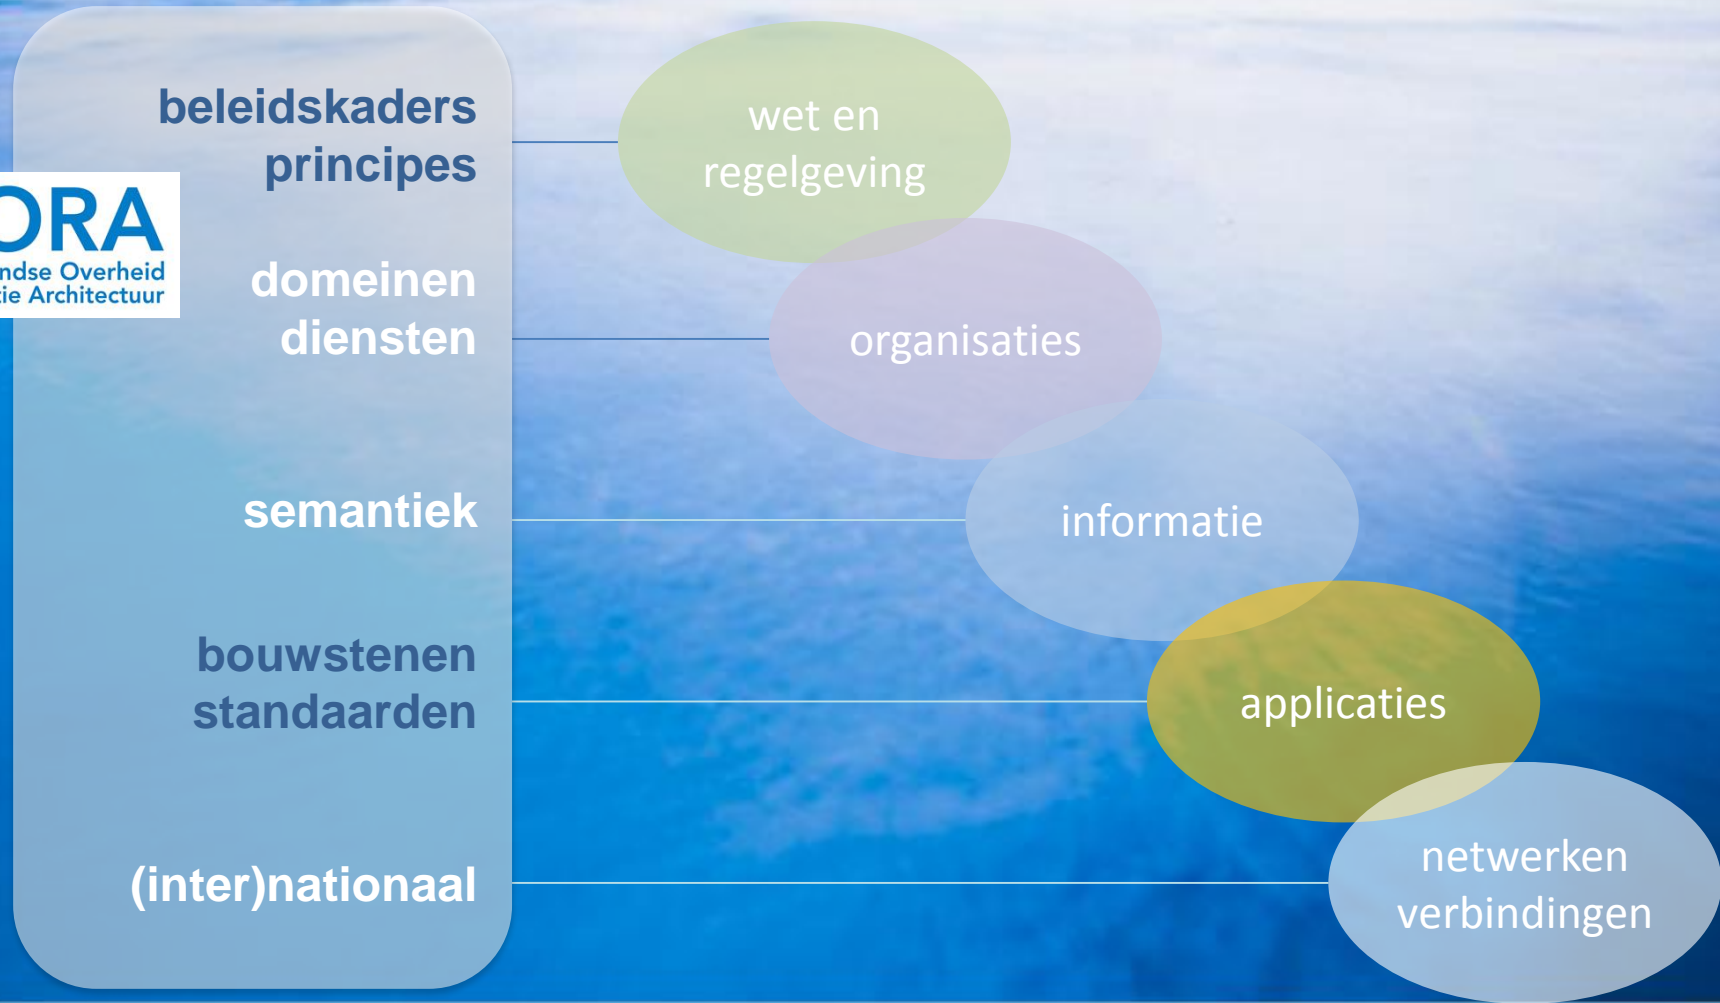 beleidskaders
principes
wet en
regelgeving
ORA
ndse Overheid
tie Architectuur
domeinen
diensten
organisaties
semantiek
informatie
bouwstenen
standaarden
applicaties
(inter)nationaal
netwerken
verbindingen